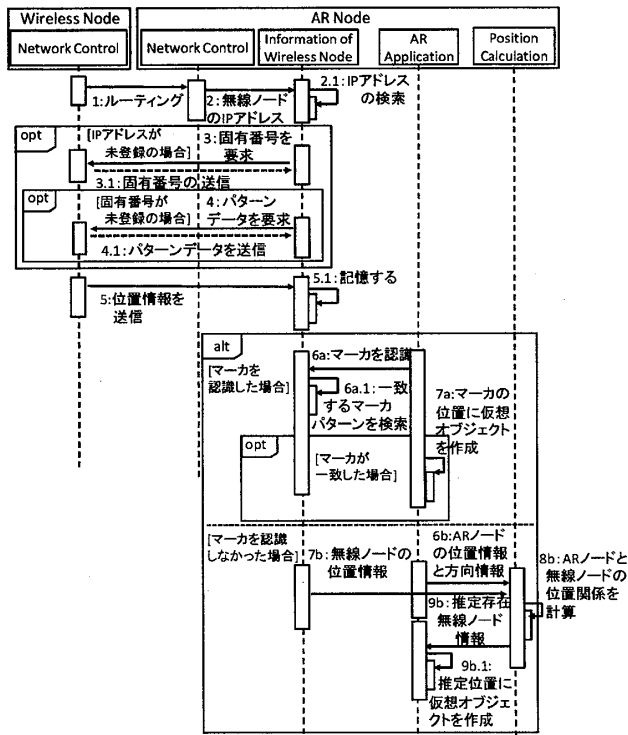 Wireless Node
AR Node
Network Control
Network Control
Information of
Wireless Node
AR
Application
Position
Calculation
1:ルーティング
2:無線ノード
のIPアドレス
2.1:IPアドレス
の検索
opt
[IPアドレスが
未登録の場合]
3:固有番号を
要求
3.1:固有番号の送信
opt
[固有番号が
未登録の場合]
4:パターン
データを要求
4.1:パターンデータを送信
5:位置情報を
送信
5.1:記憶する
alt
[マーカを
認識した場合]
6a:マーカを認識
6a.1:一致
するマーカ
パターンを検索
7a:マーカの
位置に仮想
オブジェクト
を作成
opt
[マーカが
一致した場合]
[マーカを認識
しなかった場合]
7b:無線ノードの
位置情報
6b:ARノード
の位置情報
と方向情報
8b:ARノードと
無線ノードの
位置関係を
計算
9b:推定存在
無線ノード
情報
9b.1:
推定位置に
仮想オブジェ
クトを作成